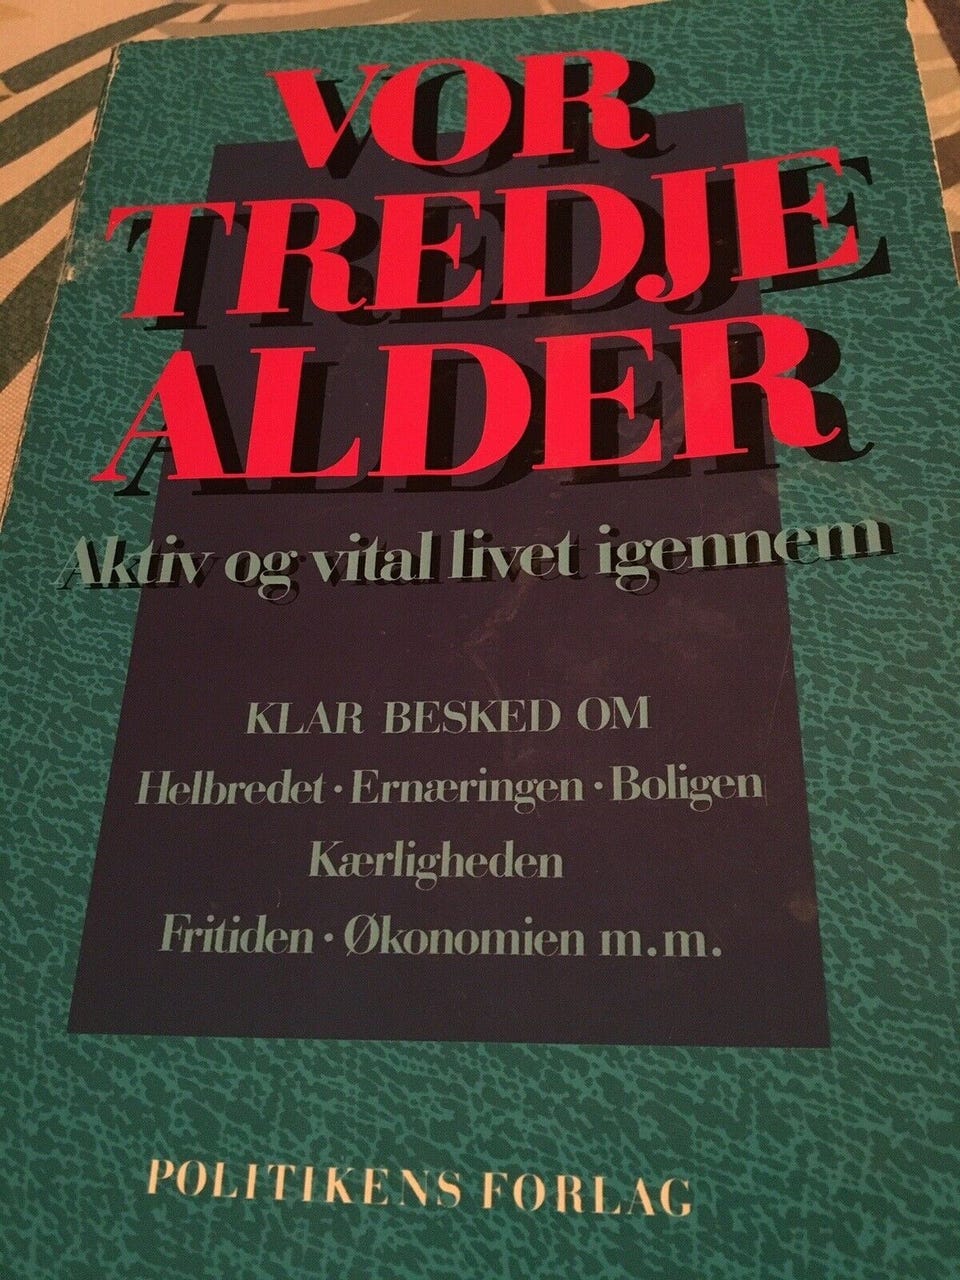 VOR
TREDJE
ALDER
Aktiv og vital livet igennem
KLAR BESKED OM
Helbredet · Ernæringen · Boligen
Kærligheden
Fritiden · Økonomien m.m.
POLITIKENS FORLAG